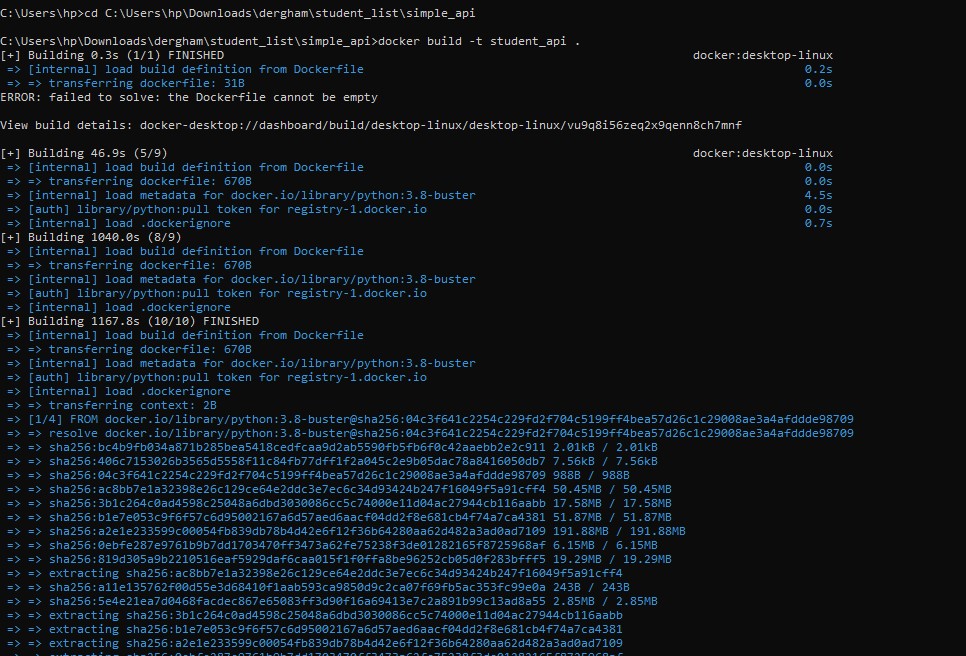 C:\Users\hp>cd C:\Users\hp\Downloads\dergham\student_list\simple_api
C:\Users\hp\Downloads\dergham\student_list\simple_api>docker build -t student_api .
[+] Building 0.3s (1/1) FINISHED docker:desktop-linux
=> [internal] load build definition from Dockerfile 0.2s
=> => transferring dockerfile: 31B 0.0s
ERROR: failed to solve: the Dockerfile cannot be empty
View build details: docker-desktop://dashboard/build/desktop-linux/desktop-linux/vu9q8i56zeq2x9qenn8ch7mnf
[+] Building 46.9s (5/9) docker:desktop-linux
=> [internal] load build definition from Dockerfile 0.0s
=> => transferring dockerfile: 670B 0.0s
=> [internal] load metadata for docker.io/library/python:3.8-buster 4.5s
=> [auth] library/python:pull token for registry-1.docker.io 0.0s
=> [internal] load .dockerignore 0.7s
[+] Building 1040.0s (8/9)
=> [internal] load build definition from Dockerfile
=> => transferring dockerfile: 670B
=> [internal] load metadata for docker.io/library/python:3.8-buster
=> [auth] library/python:pull token for registry-1.docker.io
=> [internal] load .dockerignore
[+] Building 1167.8s (10/10) FINISHED
=> [internal] load build definition from Dockerfile
=> => transferring dockerfile: 670B
=> [internal] load metadata for docker.io/library/python:3.8-buster
=> [auth] library/python:pull token for registry-1.docker.io
=> [internal] load .dockerignore
=> => transferring context: 2B
=> [1/4] FROM docker.io/library/python:3.8-buster@sha256:04c3f641c2254c229fd2f704c5199ff4bea57d26c1c29008ae3a4afddde98709
=> => resolve docker.io/library/python:3.8-buster@sha256:04c3f641c2254c229fd2f704c5199ff4bea57d26c1c29008ae3a4afddde98709
=> => sha256:bc4b9fb034a871b285bea5418cedfcaa9d2ab5590fb5fb6f0c42aaebb2e2c911 2.01kB / 2.01kB
=> => sha256:406c7153026b3565d5558f11c84fb77dff1f2a045c2e9b05dac78a8416050db7 7.56kB / 7.56kB
=> => sha256:04c3f641c2254c229fd2f704c5199ff4bea57d26c1c29008ae3a4afddde98709 988B / 988B
=> => sha256:ac8bb7e1a32398e26c129ce64e2ddc3e7ec6c34d93424b247f16049f5a91cff4 50.45MB / 50.45MB
=> => sha256:3b1c264c0ad4598c25048a6dbd3030086cc5c74000e11d04ac27944cb116aabb 17.58MB / 17.58MB
=> => sha256:b1e7e053c9f6f57c6d95002167a6d57aed6aacf04dd2f8e681cb4f74a7ca4381 51.87MB / 51.87MB
=> => sha256:a2e1e233599c00054fb839db78b4d42e6f12f36b64280aa62d482a3ad0ad7109 191.88MB / 191.88MB
=> => sha256:0ebfe287e9761b9b7dd1703470ff3473a62fe75238f3de01282165f8725968af 6.15MB / 6.15MB
=> => sha256:819d305a9b2210516eaf5929daf6caa015f1f0ffa8be96252cb05d0f283bfff5 19.29MB / 19.29MB
=> => extracting sha256:ac8bb7e1a32398e26c129ce64e2ddc3e7ec6c34d93424b247f16049f5a91cff4
=> => sha256:a11e135762f00d55e3d68410f1aab593ca9850d9c2ca07f69fb5ac353fc99e0a 243B / 243B
=> => sha256:5e4e21ea7d0468facdec867e65083ff3d90f16a69413e7c2a891b99c13ad8a55 2.85MB / 2.85MB
=> => extracting sha256:3b1c264c0ad4598c25048a6dbd3030086cc5c74000e11d04ac27944cb116aabb
=> => extracting sha256:b1e7e053c9f6f57c6d95002167a6d57aed6aacf04dd2f8e681cb4f74a7ca4381
=> => extracting sha256:a2e1e233599c00054fb839db78b4d42e6f12f36b64280aa62d482a3ad0ad7109